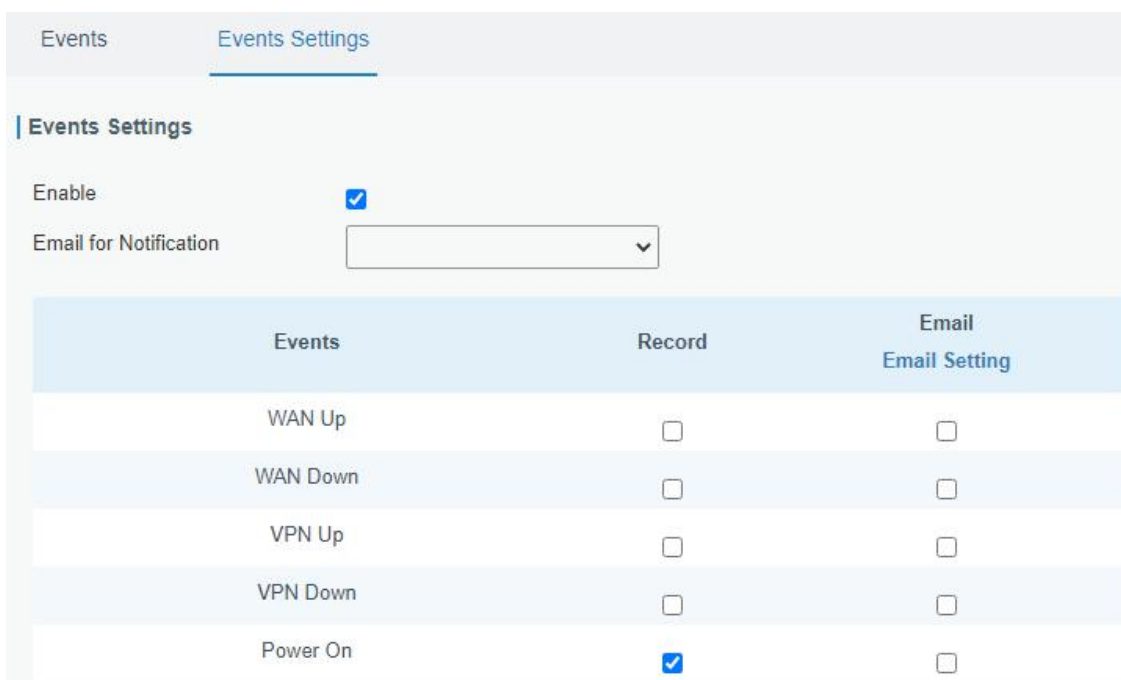 Events Events Settings
Events Settings
Enable
Email for Notification
Events Record Email
Email Setting
WAN Up
WAN Down
VPN Up
VPN Down
Power On